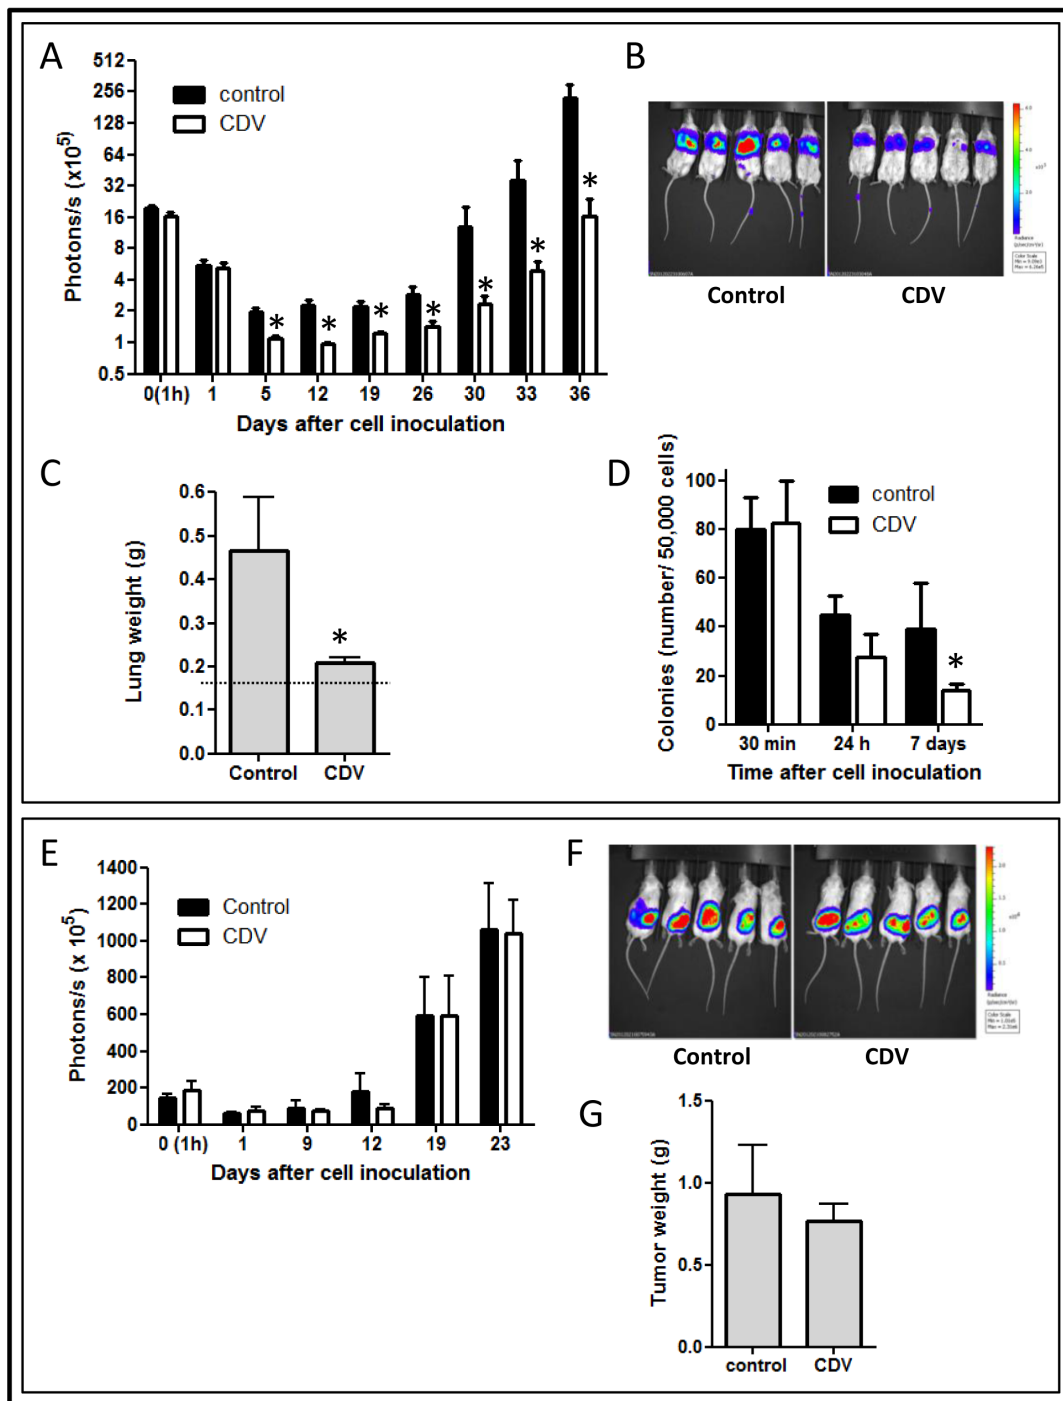 A
512
256
128
64
32
16
8
4
2
1
0.5
Photons/s (x10⁵)
control
CDV
*
*
*
*
*
*
*
0(1h) 1 5 12 19 26 30 33 36
Days after cell inoculation
B
Control CDV
C
0.6
0.5
0.4
0.3
0.2
0.1
0.0
Lung weight (g)
*
Control CDV
D
100
80
60
40
20
0
Colonies (number/ 50,000 cells)
control
CDV
*
30 min 24 h 7 days
Time after cell inoculation
E
1400
1200
1000
800
600
400
200
0
Photons/s (x 10⁵)
Control
CDV
0 (1h) 1 9 12 19 23
Days after cell inoculation
F
Control CDV
G
1.5
1.0
0.5
0.0
Tumor weight (g)
control CDV